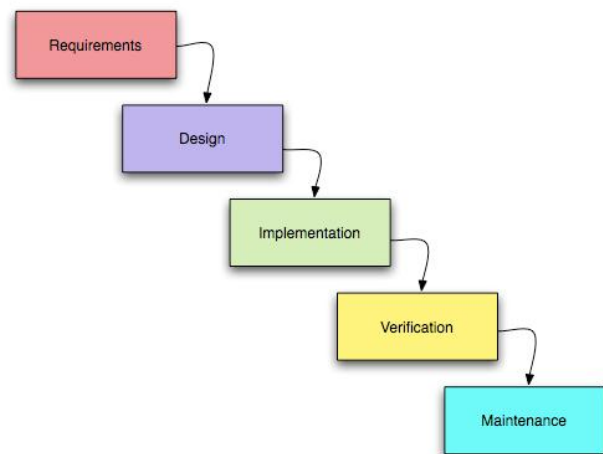 Requirements
Design
Implementation
Verification
Maintenance